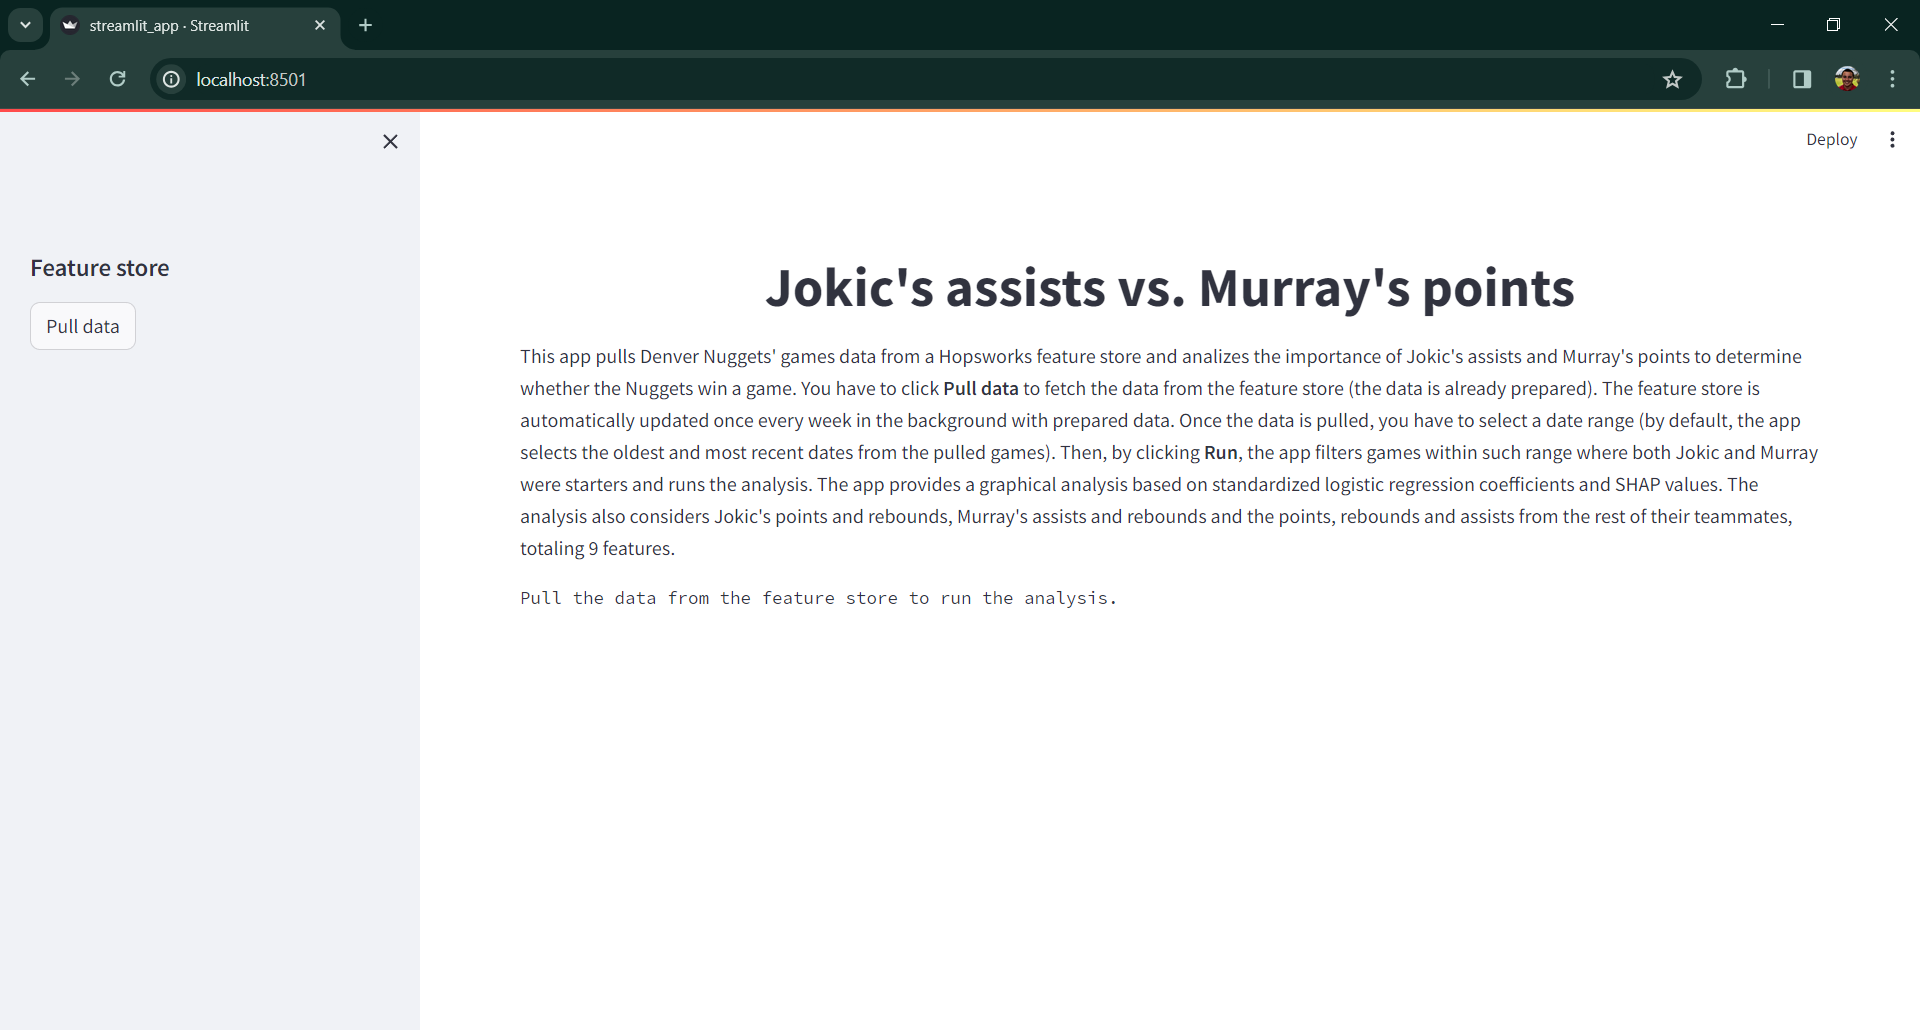 streamlit_app · Streamlit
localhost:8501
Deploy
Feature store
Pull data
Jokic's assists vs. Murray's points
This app pulls Denver Nuggets' games data from a Hopsworks feature store and analizes the importance of Jokic's assists and Murray's points to determine
whether the Nuggets win a game. You have to click Pull data to fetch the data from the feature store (the data is already prepared). The feature store is
automatically updated once every week in the background with prepared data. Once the data is pulled, you have to select a date range (by default, the app
selects the oldest and most recent dates from the pulled games). Then, by clicking Run, the app filters games within such range where both Jokic and Murray
were starters and runs the analysis. The app provides a graphical analysis based on standardized logistic regression coefficients and SHAP values. The
analysis also considers Jokic's points and rebounds, Murray's assists and rebounds and the points, rebounds and assists from the rest of their teammates,
totaling 9 features.
Pull the data from the feature store to run the analysis.